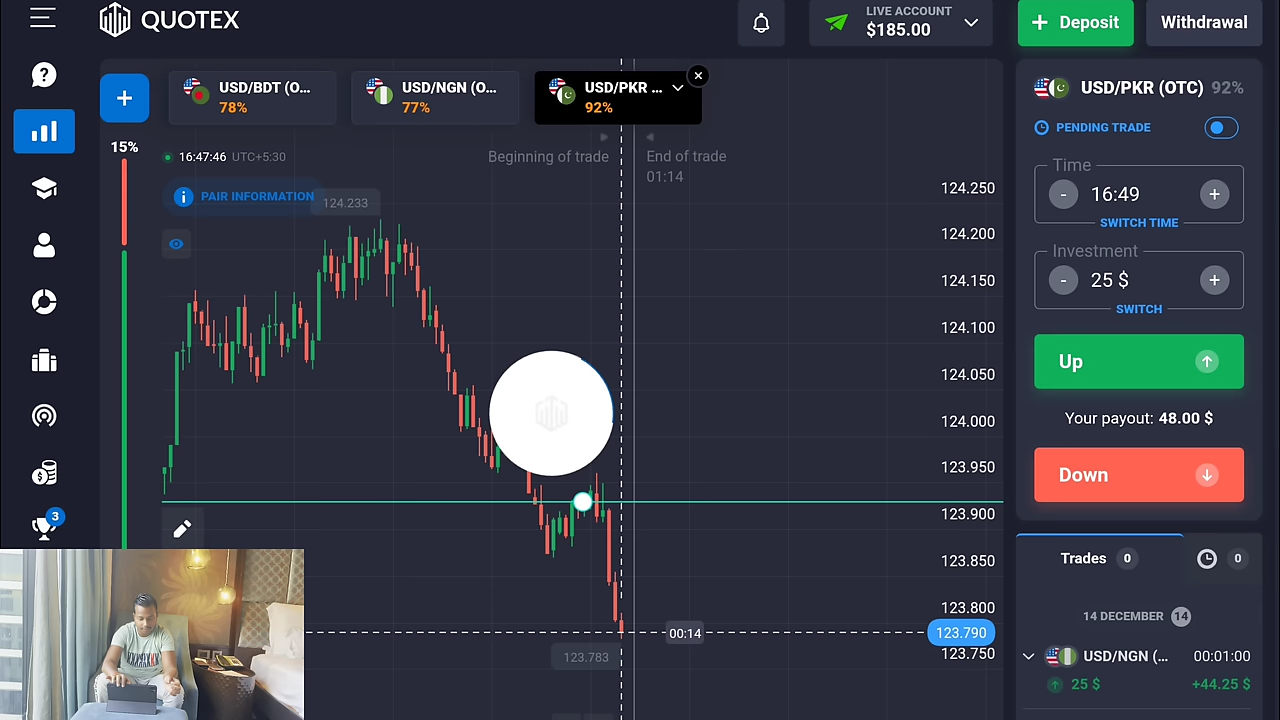 QUOTEX
LIVE ACCOUNT
$185.00
+ Deposit
Withdrawal
+
USD/BDT (O...
78%
USD/NGN (O...
77%
USD/PKR ...
92%
15%
16:47:46 UTC+5:30
Beginning of trade
End of trade
01:14
PAIR INFORMATION
124.233
124.250
124.200
124.150
124.100
124.050
124.000
123.950
123.900
123.850
123.800
123.790
123.750
00:14
123.783
3
USD/PKR (OTC) 92%
PENDING TRADE
Time
- 16:49 +
SWITCH TIME
Investment
- 25 $ +
SWITCH
Up
Your payout: 48.00 $
Down
Trades 0
0
14 DECEMBER 14
USD/NGN (... 00:01:00
25 $ +44.25 $